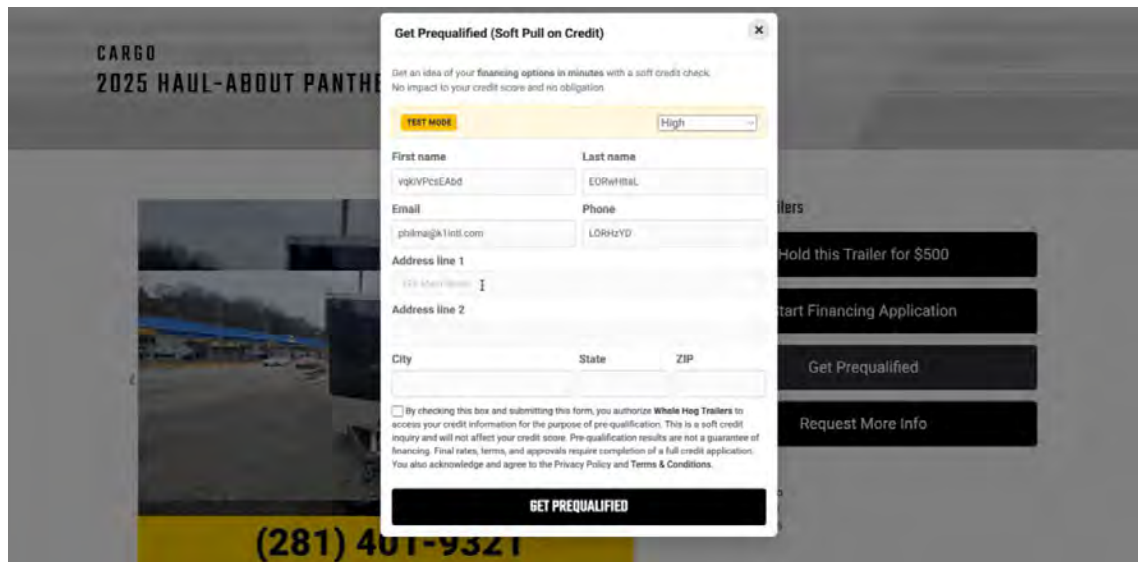 CARGO
2025 HAUL-ABOUT PANTHE
Get Prequalified (Soft Pull on Credit)
×
Get an idea of your financing options in minutes with a soft credit check.
No impact to your credit score and no obligation
TEST MODE
High
First name
Last name
vqkiVPcsEAbd
Email
Phone
philma@k1intl.com
LORHzYD
Address line 1
Address line 2
City
State
ZIP
By checking this box and submitting this form, you authorize Whole Hog Trailers to
access your credit information for the purpose of pre-qualification. This is a soft credit
inquiry and will not affect your credit score. Pre-qualification results are not a guarantee of
financing. Final rates, terms, and approvals require completion of a full credit application.
You also acknowledge and agree to the Privacy Policy and Terms & Conditions.
GET PREQUALIFIED
ilers
Hold this Trailer for $500
tart Financing Application
Get Prequalified
Request More Info
(281) 401-9321